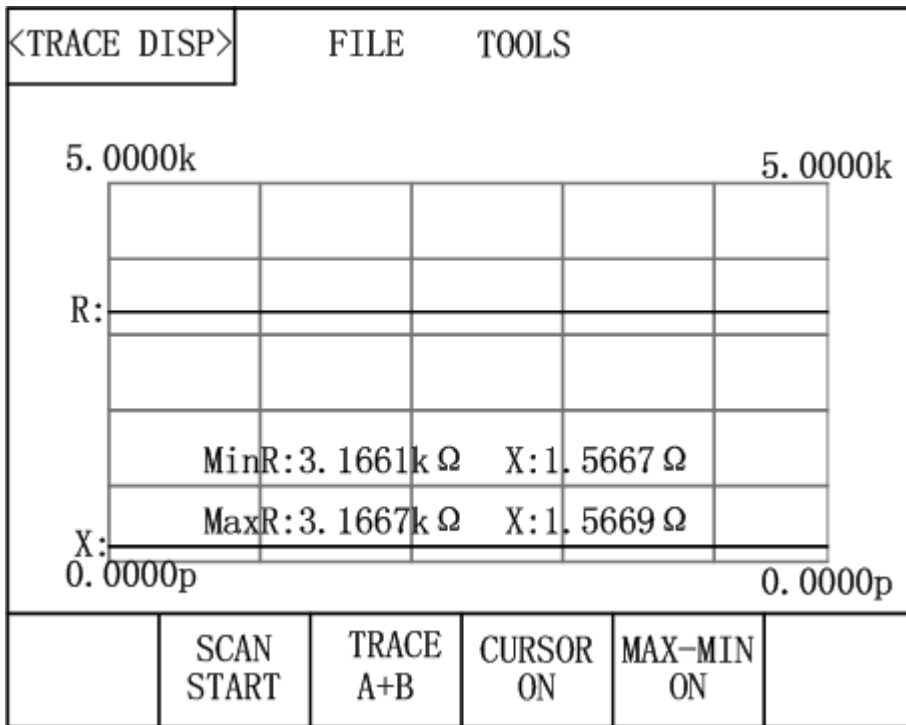 <TRACE DISP> FILE TOOLS
5.0000k 5.0000k
R:
MinR:3.1661kΩ X:1.5667Ω
MaxR:3.1667kΩ X:1.5669Ω
X:
0.0000p 0.0000p
SCAN START
TRACE A+B
CURSOR ON
MAX-MIN ON